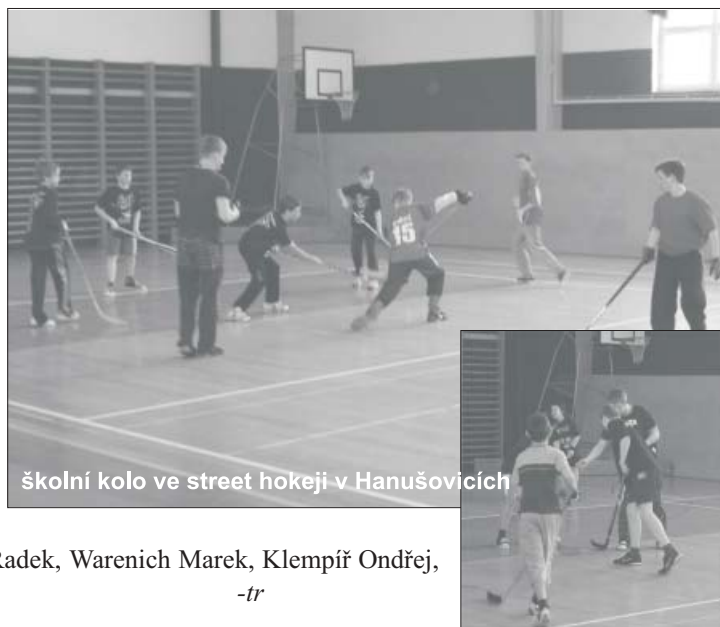 15
školní kolo ve street hokeji v Hanušovicích
Radek, Warenich Marek, Klempíř Ondřej,
-tr